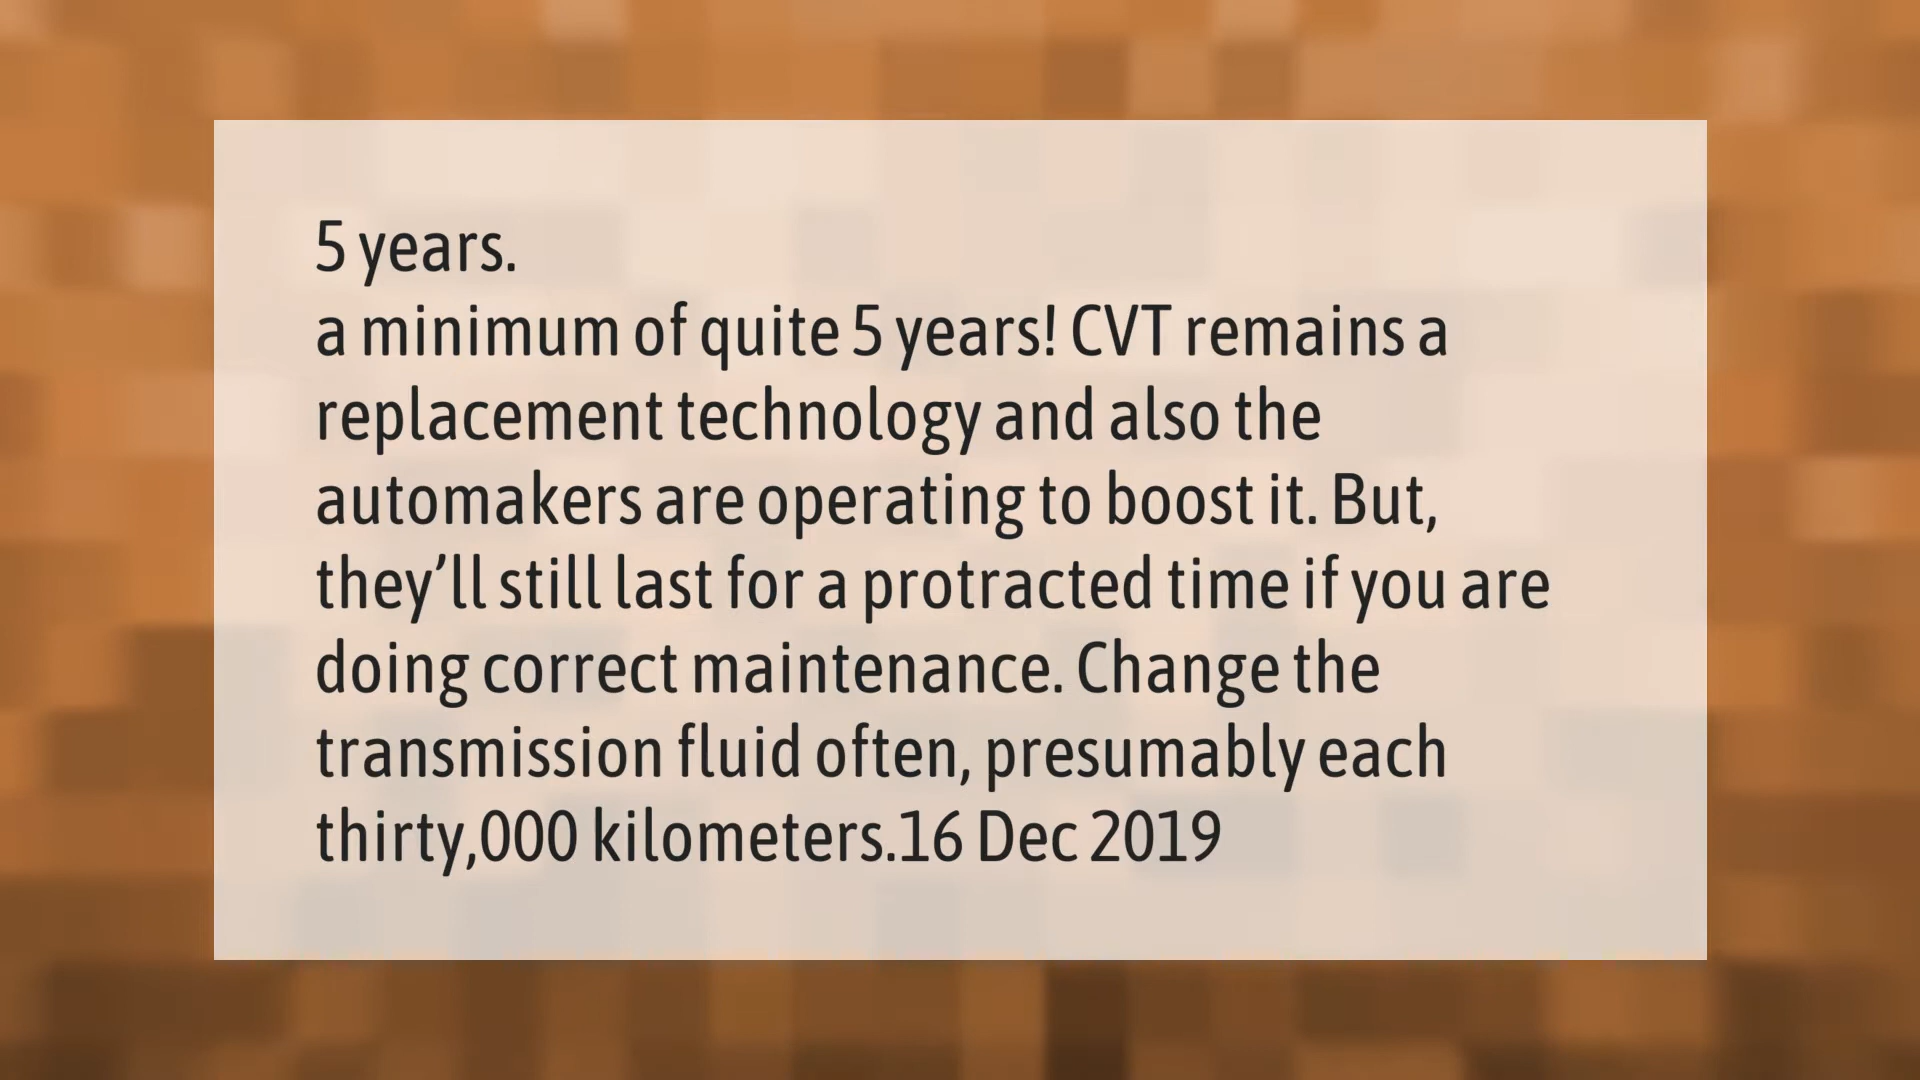 5 years.
a minimum of quite 5 years! CVT remains a
replacement technology and also the
automakers are operating to boost it. But,
they’ll still last for a protracted time if you are
doing correct maintenance. Change the
transmission fluid often, presumably each
thirty,000 kilometers.16 Dec 2019